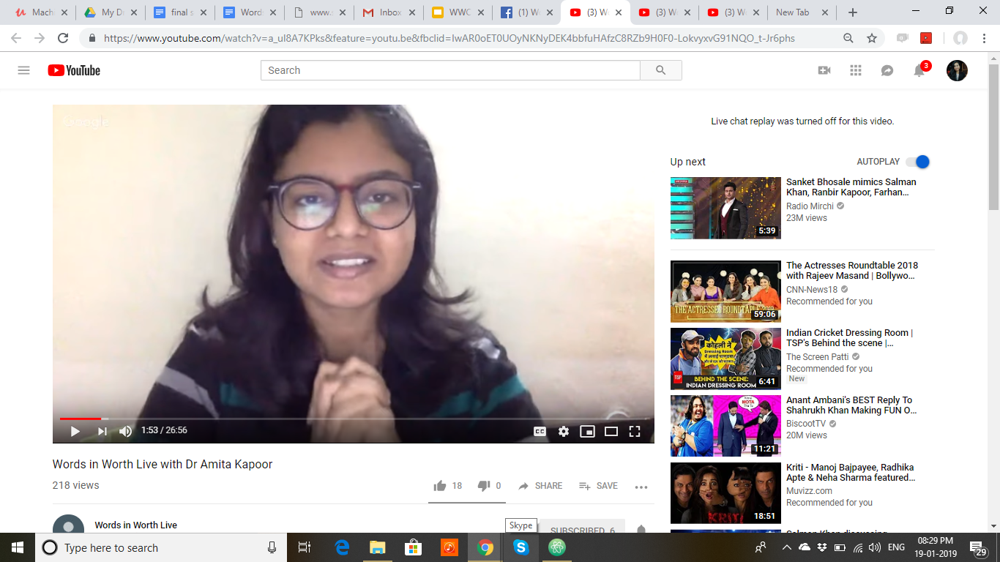 Mach
My D
final s
Words
www.
Inbox
WWC
(1) W
(3) W
(3) W
(3) W
New Tab
https://www.youtube.com/watch?v=a_ul8A7KPks&feature=youtu.be&fbclid=IwAR0oET0UOyNKNyDEK4bbfuHAfzC8RZb9H0F0-LokvyxvG91NQO_t-Jr6phs
YouTube
Search
3
Google
Live chat replay was turned off for this video.
Up next
AUTOPLAY
Sanket Bhosale mimics Salman
Khan, Ranbir Kapoor, Farhan...
Radio Mirchi
23M views
5:39
The Actresses Roundtable 2018
with Rajeev Masand | Bollywo...
CNN-News18
Recommended for you
THE ACTRESSES ROUNDTABLE
59:06
Indian Cricket Dressing Room |
TSP's Behind the scene |...
The Screen Patti
Recommended for you
New
कोहली ने
Dressing Room
TSP
BEHIND THE SCENE:
INDIAN DRESSING ROOM
6:41
Anant Ambani's BEST Reply To
Shahrukh Khan Making FUN O...
BiscootTV
20M views
MOTA
11:21
Kriti - Manoj Bajpayee, Radhika
Apte & Neha Sharma featured...
Muvizz.com
Recommended for you
KRITI
18:51
1:53 / 26:56
CC
Words in Worth Live with Dr Amita Kapoor
218 views
18
0
SHARE
SAVE
Words in Worth Live
SUBSCRIBED 6
Salman Khan discussing
Skype
Type here to search
ENG
08:29 PM
19-01-2019
29